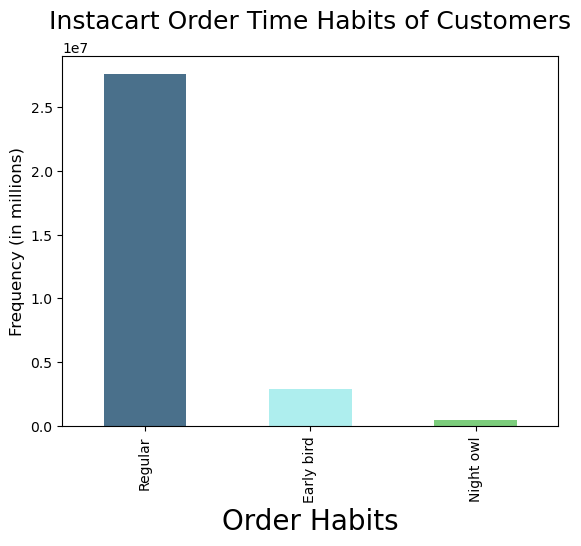 Instacart Order Time Habits of Customers
1e7
2.5
2.0
1.5
1.0
0.5
0.0
Frequency (in millions)
Regular
Early bird
Night owl
Order Habits